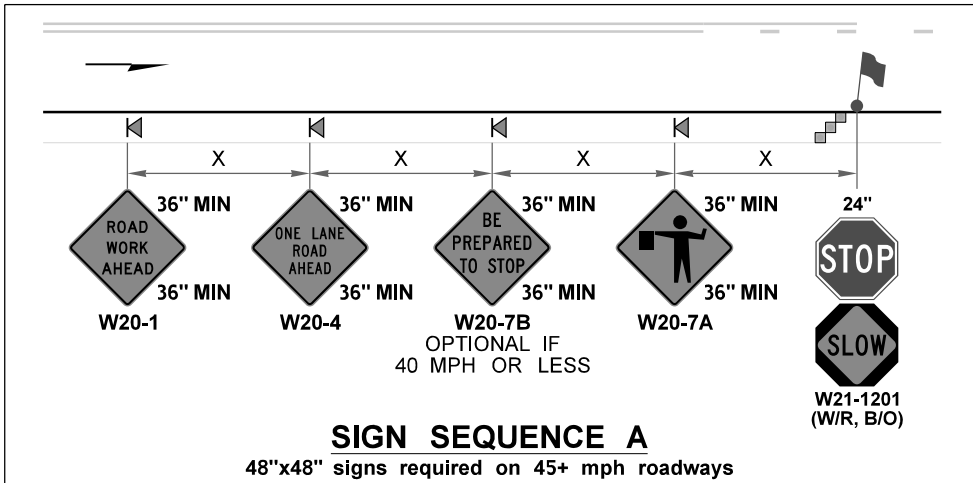 X X X X
36" MIN 36" MIN 36" MIN 36" MIN 24"
ROAD
WORK
AHEAD
ONE LANE
ROAD
AHEAD
BE
PREPARED
TO STOP
STOP
36" MIN 36" MIN 36" MIN 36" MIN
W20-1 W20-4 W20-7B W20-7A
OPTIONAL IF
40 MPH OR LESS
SLOW
W21-1201
(W/R, B/O)
SIGN SEQUENCE A
48"x48" signs required on 45+ mph roadways